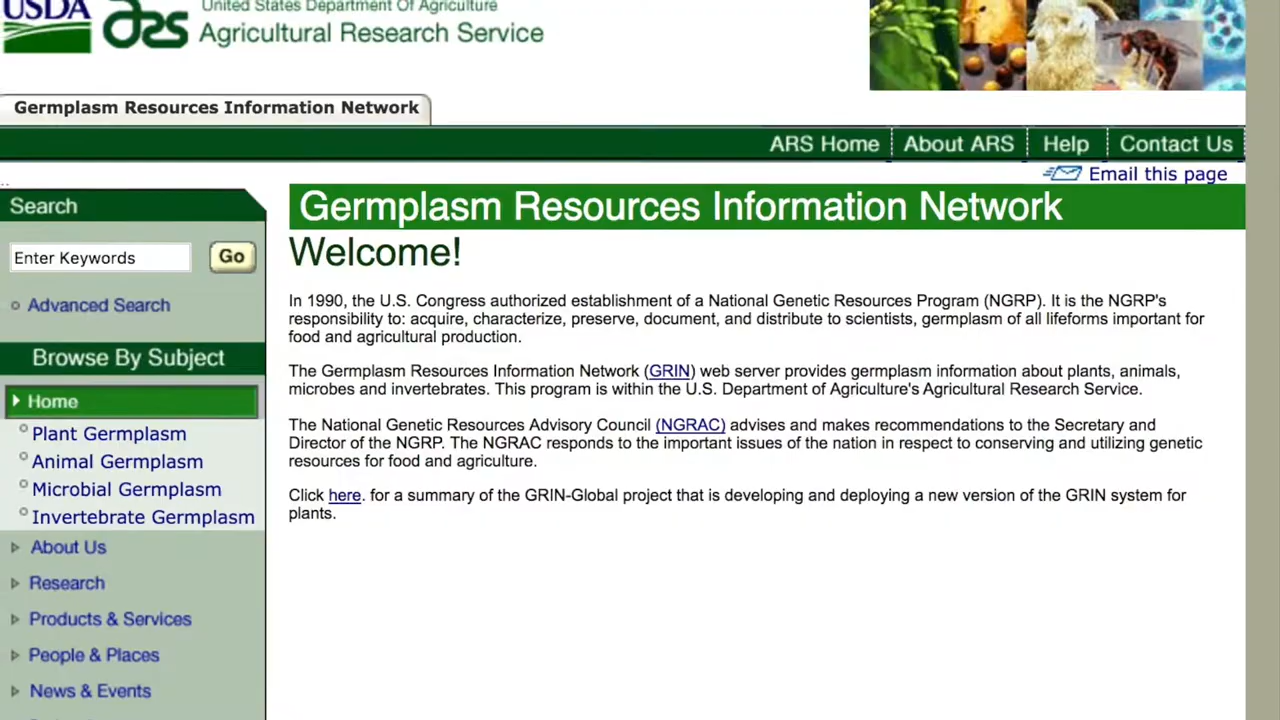 USDA
United States Department Of Agriculture
ars
Agricultural Research Service
Germplasm Resources Information Network
ARS Home
About ARS
Help
Contact Us
Email this page
Search
Enter Keywords
Go
Advanced Search
Browse By Subject
Home
Plant Germplasm
Animal Germplasm
Microbial Germplasm
Invertebrate Germplasm
About Us
Research
Products & Services
People & Places
News & Events
Germplasm Resources Information Network
Welcome!
In 1990, the U.S. Congress authorized establishment of a National Genetic Resources Program (NGRP). It is the NGRP's
responsibility to: acquire, characterize, preserve, document, and distribute to scientists, germplasm of all lifeforms important for
food and agricultural production.
The Germplasm Resources Information Network (GRIN) web server provides germplasm information about plants, animals,
microbes and invertebrates. This program is within the U.S. Department of Agriculture's Agricultural Research Service.
The National Genetic Resources Advisory Council (NGRAC) advises and makes recommendations to the Secretary and
Director of the NGRP. The NGRAC responds to the important issues of the nation in respect to conserving and utilizing genetic
resources for food and agriculture.
Click here. for a summary of the GRIN-Global project that is developing and deploying a new version of the GRIN system for
plants.